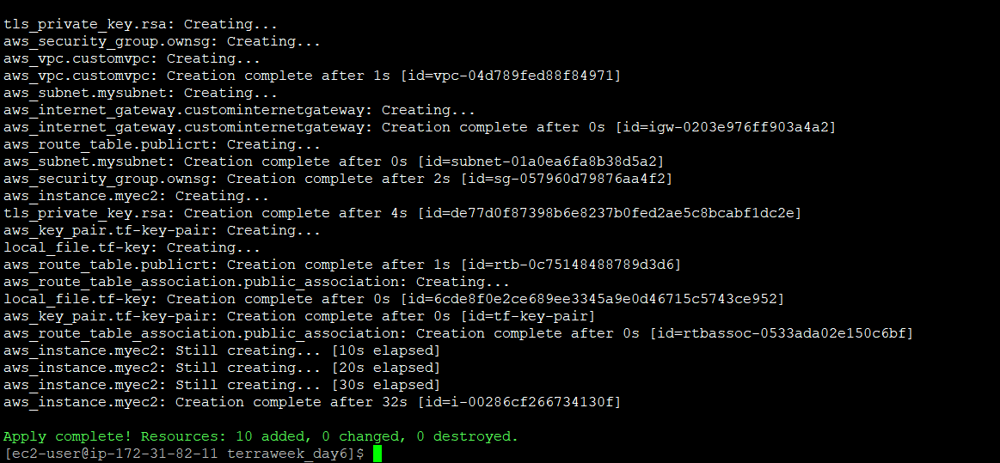 tls_private_key.rsa: Creating...
aws_security_group.ownsg: Creating...
aws_vpc.customvpc: Creating...
aws_vpc.customvpc: Creation complete after 1s [id=vpc-04d789fed88f84971]
aws_subnet.mysubnet: Creating...
aws_internet_gateway.custominternetgateway: Creating...
aws_internet_gateway.custominternetgateway: Creation complete after 0s [id=igw-0203e976ff903a4a2]
aws_route_table.publicrt: Creating...
aws_subnet.mysubnet: Creation complete after 0s [id=subnet-01a0ea6fa8b38d5a2]
aws_security_group.ownsg: Creation complete after 2s [id=sg-057960d79876aa4f2]
aws_instance.myec2: Creating...
tls_private_key.rsa: Creation complete after 4s [id=de77d0f87398b6e8237b0fed2ae5c8bcabf1dc2e]
aws_key_pair.tf-key-pair: Creating...
local_file.tf-key: Creating...
aws_route_table.publicrt: Creation complete after 1s [id=rtb-0c75148488789d3d6]
aws_route_table_association.public_association: Creating...
local_file.tf-key: Creation complete after 0s [id=6cde8f0e2ce689ee3345a9e0d46715c5743ce952]
aws_key_pair.tf-key-pair: Creation complete after 0s [id=tf-key-pair]
aws_route_table_association.public_association: Creation complete after 0s [id=rtbassoc-0533ada02e150c6bf]
aws_instance.myec2: Still creating... [10s elapsed]
aws_instance.myec2: Still creating... [20s elapsed]
aws_instance.myec2: Still creating... [30s elapsed]
aws_instance.myec2: Creation complete after 32s [id=i-00286cf266734130f]
Apply complete! Resources: 10 added, 0 changed, 0 destroyed.
[ec2-user@ip-172-31-82-11 terraweek_day6]$